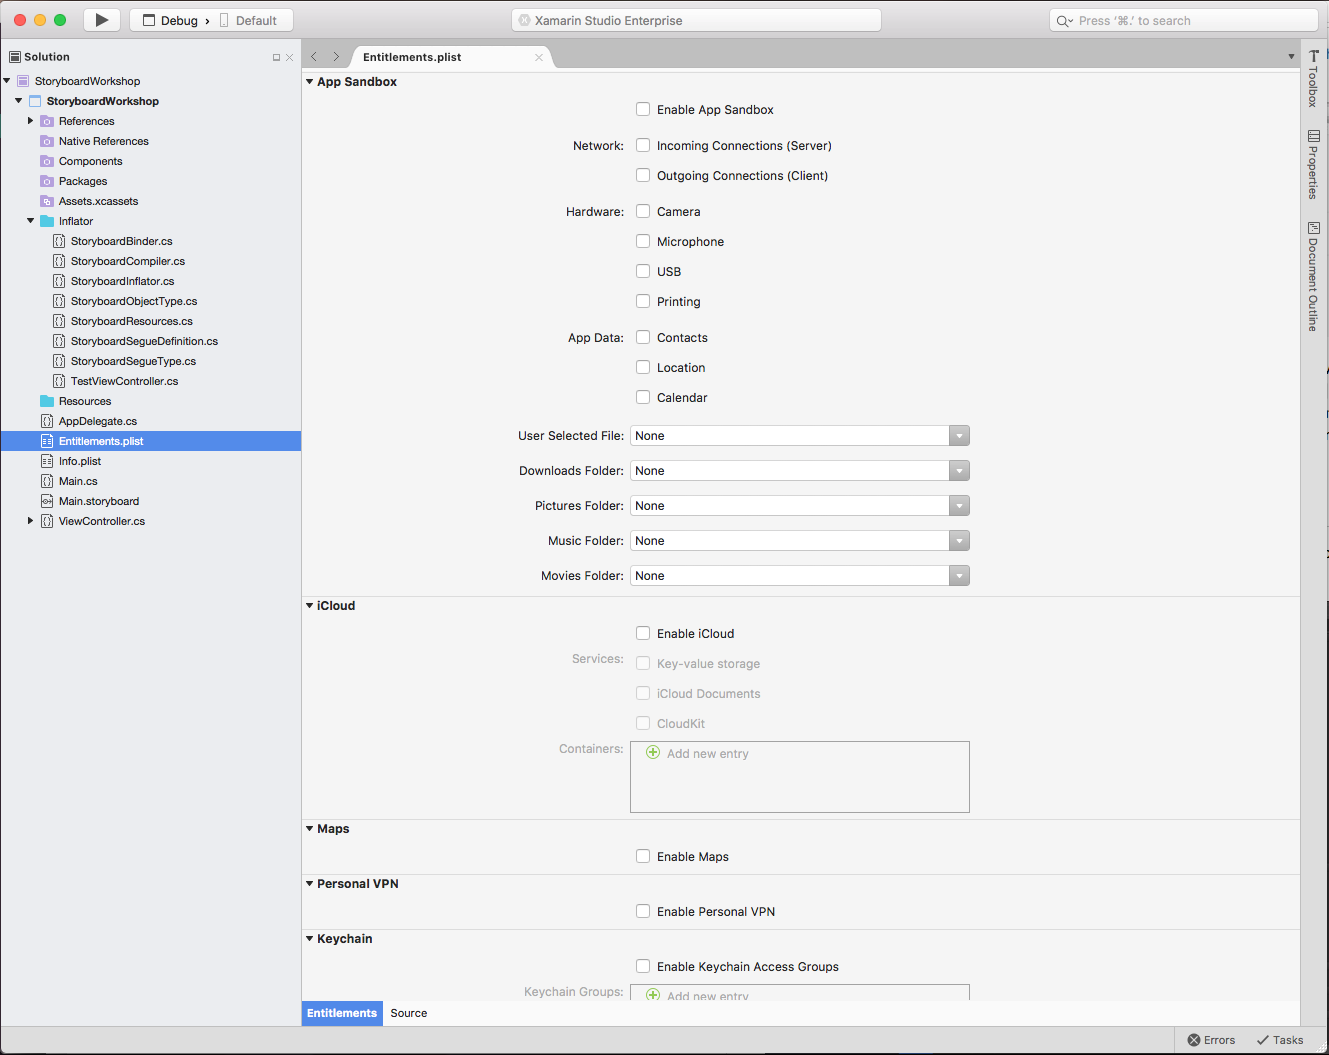 Debug › Default
Xamarin Studio Enterprise
Press ‘⌘.’ to search
Solution
StoryboardWorkshop
StoryboardWorkshop
References
Native References
Components
Packages
Assets.xcassets
Inflator
StoryboardBinder.cs
StoryboardCompiler.cs
StoryboardInflator.cs
StoryboardObjectType.cs
StoryboardResources.cs
StoryboardSegueDefinition.cs
StoryboardSegueType.cs
TestViewController.cs
Resources
AppDelegate.cs
Entitlements.plist
Info.plist
Main.cs
Main.storyboard
ViewController.cs
Entitlements.plist
App Sandbox
Enable App Sandbox
Network: Incoming Connections (Server)
Outgoing Connections (Client)
Hardware: Camera
Microphone
USB
Printing
App Data: Contacts
Location
Calendar
User Selected File: None
Downloads Folder: None
Pictures Folder: None
Music Folder: None
Movies Folder: None
iCloud
Enable iCloud
Services: Key-value storage
iCloud Documents
CloudKit
Containers: Add new entry
Maps
Enable Maps
Personal VPN
Enable Personal VPN
Keychain
Enable Keychain Access Groups
Keychain Groups: Add new entry
Entitlements Source
Toolbox
Properties
Document Outline
Errors Tasks